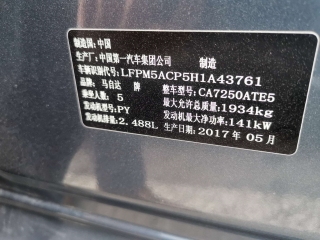 制造国:中国
生产厂名:中国第一汽车集团公司 制造
车辆识别代号:LFPM5ACP5H1A43761
品牌:马自达 牌 整车型号:CA7250ATE5
乘坐人数:5 最大允许总质量:1934kg
发动机型号:PY 发动机最大净功率:141kW
发动机排量:2.488L 生产日期:2017年05月